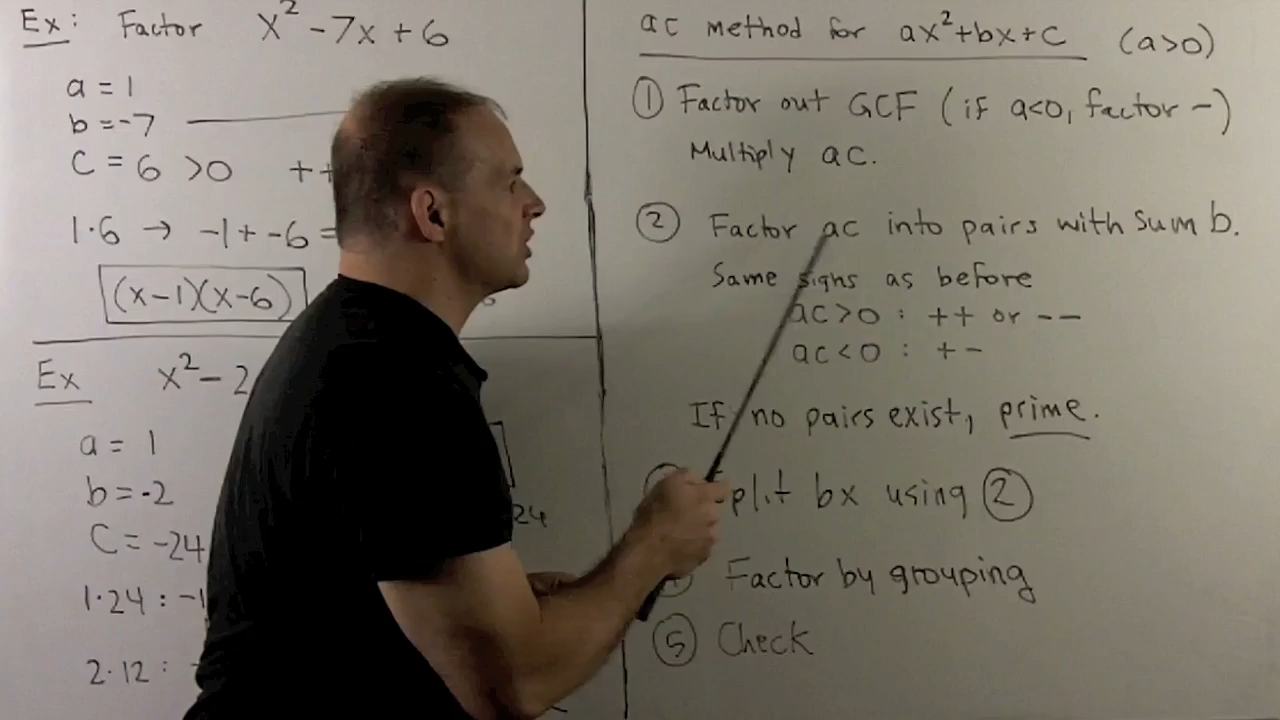 Ex: Factor x² - 7x + 6
a = 1
b = -7
c = 6 > 0 ++
1·6 → -1 + -6 =
(x-1)(x-6)
Ex x² - 2
a = 1
b = -2
C = -24
24
1·24 : -1
2·12 : -
ac method for ax²+bx+c (a>0)
① Factor out GCF (if a<0, factor -)
Multiply ac.
② Factor ac into pairs with sum b.
Same signs as before
ac>0 : ++ or --
ac<0 : +-
If no pairs exist, prime.
Split bx using ②
Factor by grouping
⑤ Check